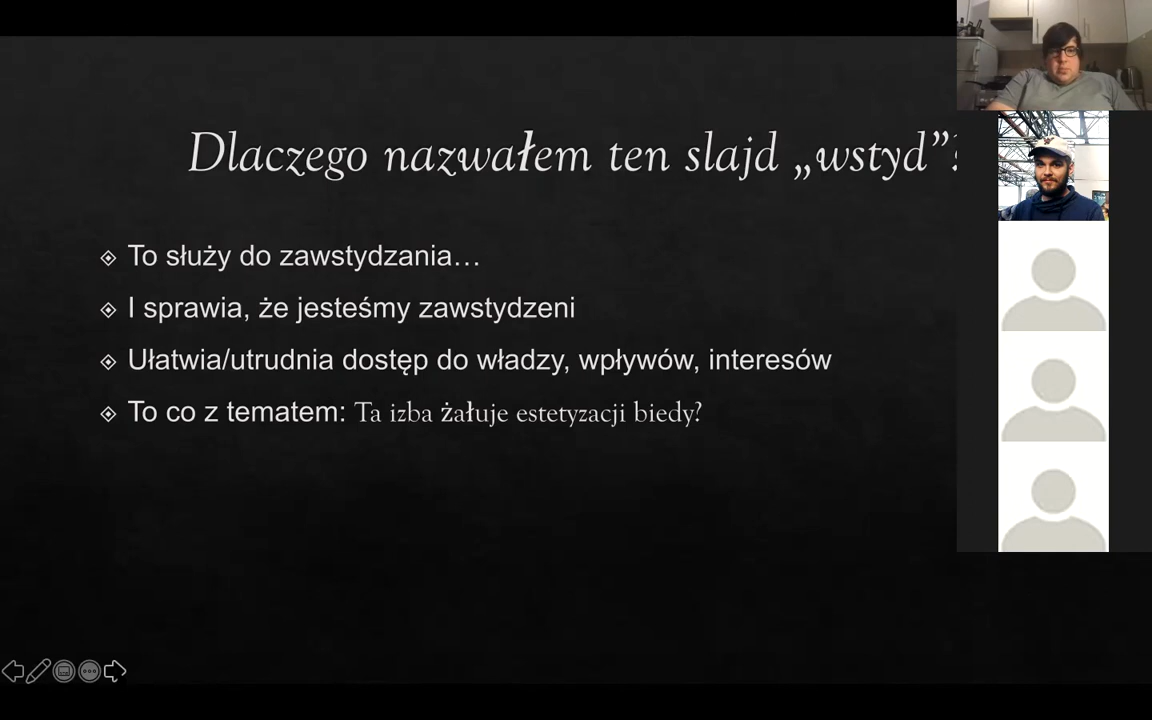 Dlaczego nazwałem ten slajd „wstyd”?
To służy do zawstydzania…
I sprawia, że jesteśmy zawstydzeni
Ułatwia/utrudnia dostęp do władzy, wpływów, interesów
To co z tematem: Ta izba żałuje estetyzacji biedy?